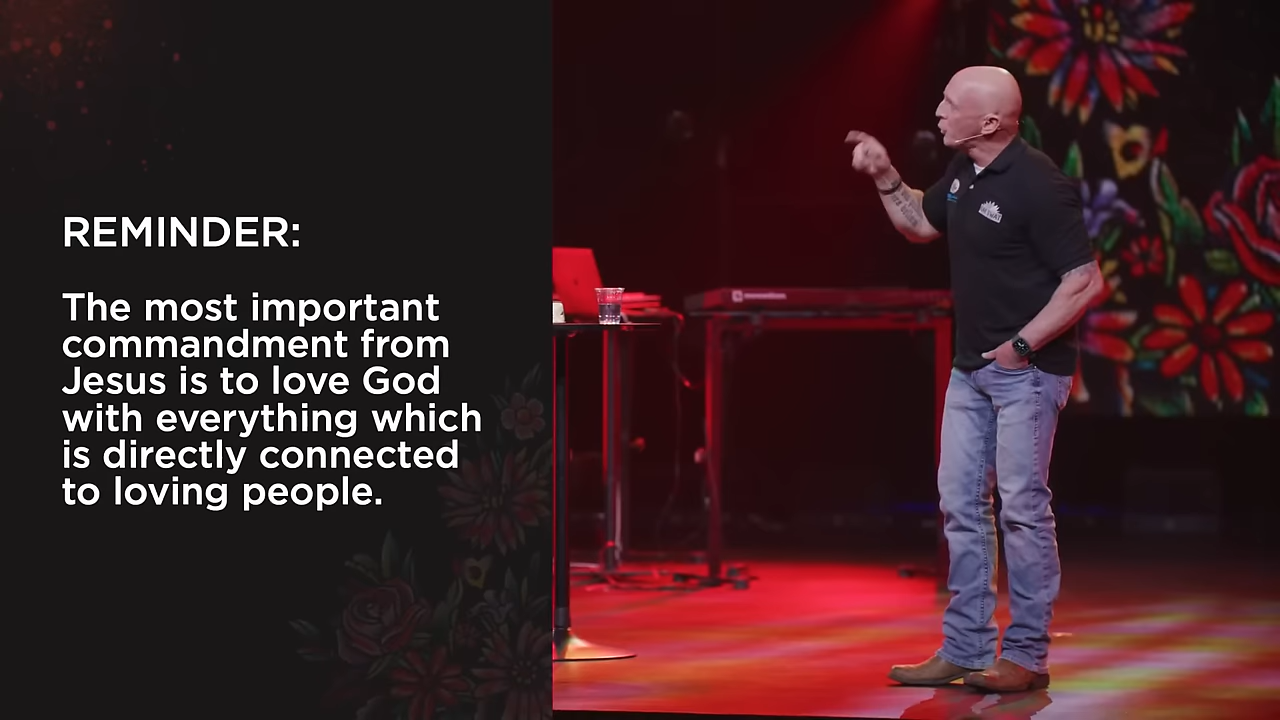 REMINDER:
The most important
commandment from
Jesus is to love God
with everything which
is directly connected
to loving people.